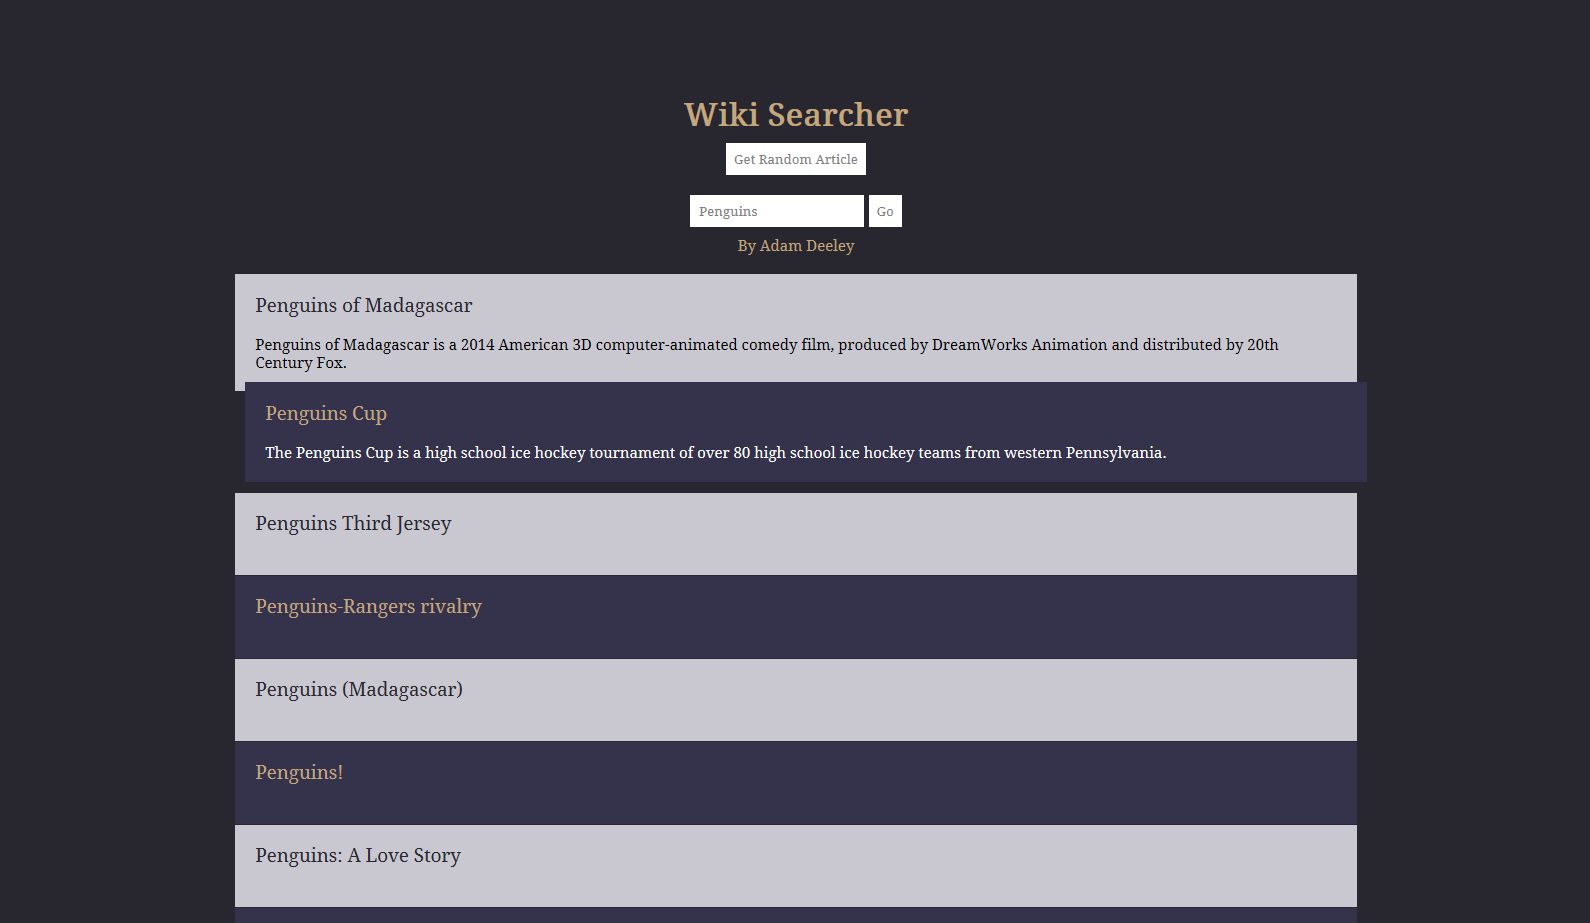 Wiki Searcher
Get Random Article
Penguins
Go
By Adam Deeley
Penguins of Madagascar
Penguins of Madagascar is a 2014 American 3D computer-animated comedy film, produced by DreamWorks Animation and distributed by 20th
Century Fox.
Penguins Cup
The Penguins Cup is a high school ice hockey tournament of over 80 high school ice hockey teams from western Pennsylvania.
Penguins Third Jersey
Penguins-Rangers rivalry
Penguins (Madagascar)
Penguins!
Penguins: A Love Story